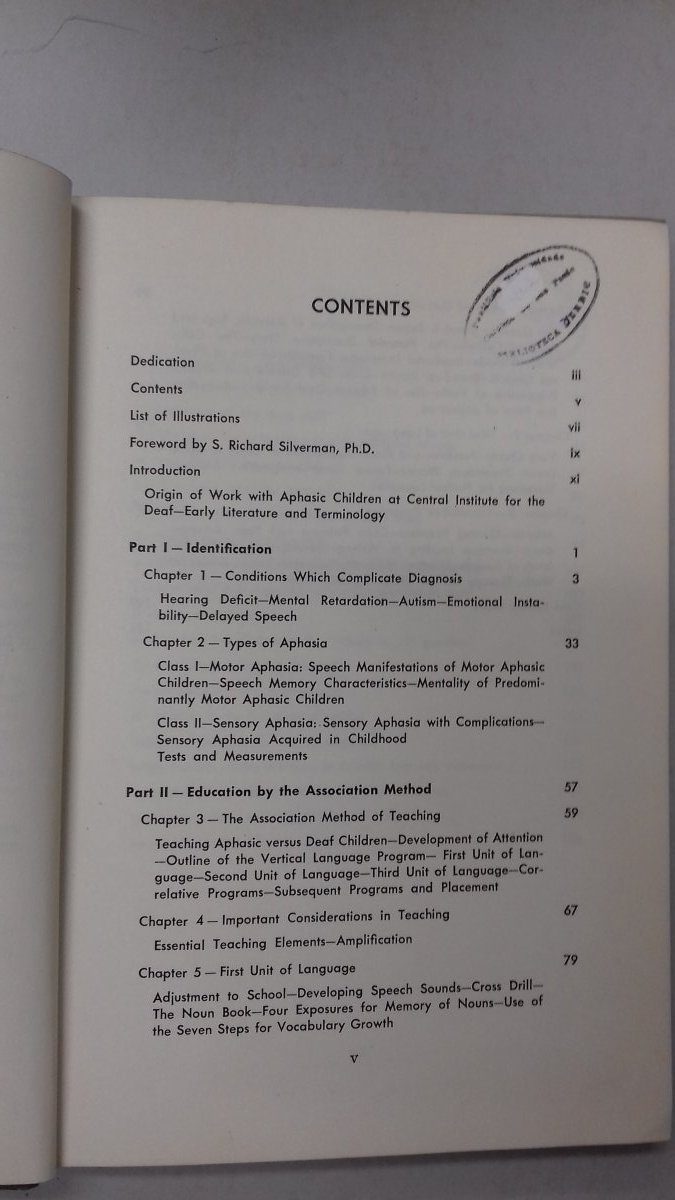 CONTENTS
BIBLIOTECA DERDIC
Dedication iii
Contents v
List of Illustrations vii
Foreword by S. Richard Silverman, Ph.D. ix
Introduction xi
Origin of Work with Aphasic Children at Central Institute for the
Deaf—Early Literature and Terminology
Part I — Identification 1
Chapter 1 — Conditions Which Complicate Diagnosis 3
Hearing Deficit—Mental Retardation—Autism—Emotional Insta-
bility—Delayed Speech
Chapter 2 — Types of Aphasia 33
Class I—Motor Aphasia: Speech Manifestations of Motor Aphasic
Children—Speech Memory Characteristics—Mentality of Predomi-
nantly Motor Aphasic Children
Class II—Sensory Aphasia: Sensory Aphasia with Complications—
Sensory Aphasia Acquired in Childhood
Tests and Measurements
Part II — Education by the Association Method 57
Chapter 3 — The Association Method of Teaching 59
Teaching Aphasic versus Deaf Children—Development of Attention
—Outline of the Vertical Language Program— First Unit of Lan-
guage—Second Unit of Language—Third Unit of Language—Cor-
relative Programs—Subsequent Programs and Placement
Chapter 4 — Important Considerations in Teaching 67
Essential Teaching Elements—Amplification
Chapter 5 — First Unit of Language 79
Adjustment to School—Developing Speech Sounds—Cross Drill—
The Noun Book—Four Exposures for Memory of Nouns—Use of
the Seven Steps for Vocabulary Growth
v